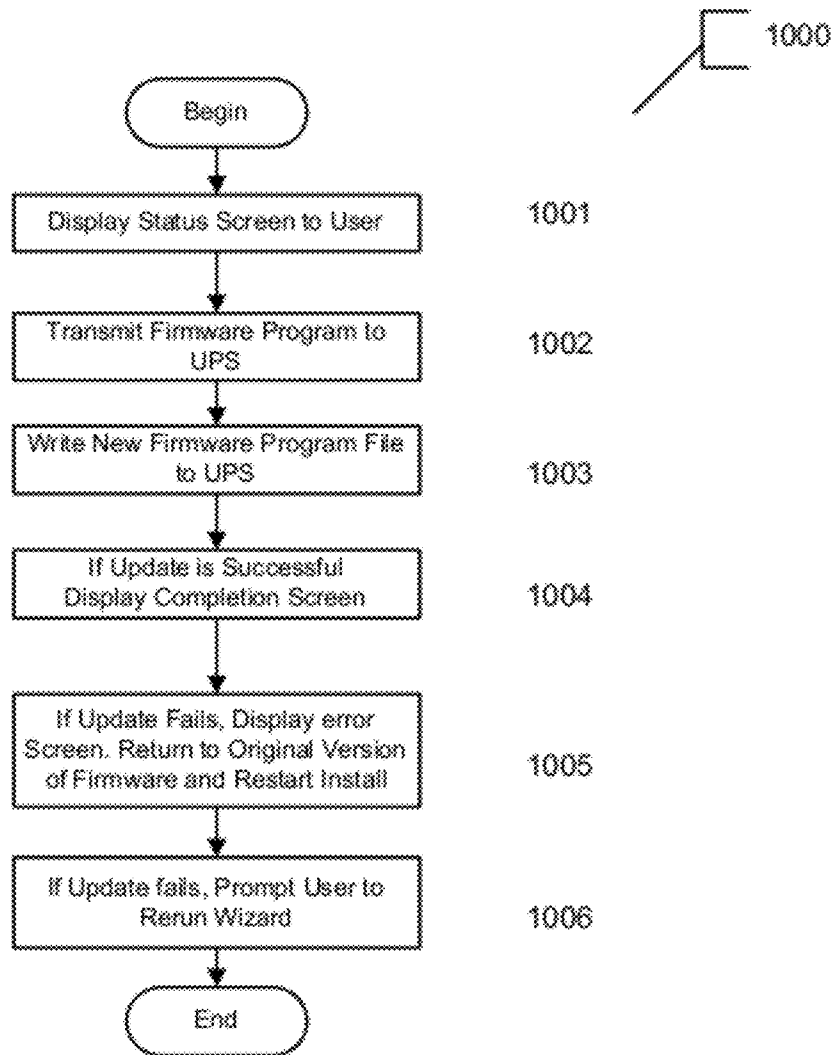 1000
Begin
Display Status Screen to User
1001
Transmit Firmware Program to
UPS
1002
Write New Firmware Program File
to UPS
1003
If Update is Successful
Display Completion Screen
1004
If Update Fails, Display error
Screen. Return to Original Version
of Firmware and Restart Install
1005
If Update fails, Prompt User to
Rerun Wizard
1006
End